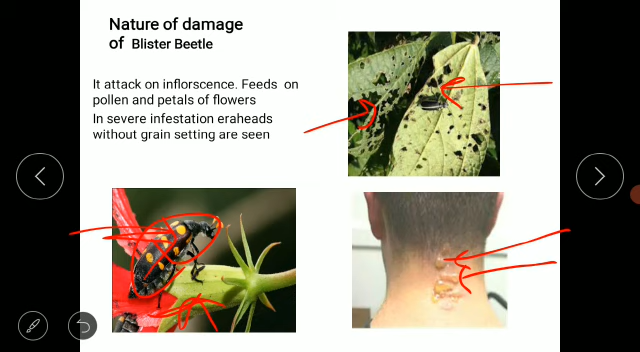 Nature of damage
of Blister Beetle
It attack on inflorscence. Feeds on
pollen and petals of flowers
In severe infestation eraheads
without grain setting are seen